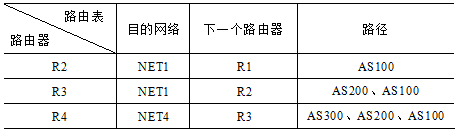 路由表
路由器
目的网络 下一个路由器 路径
R2 NET1 R1 AS100
R3 NET1 R2 AS200、AS100
R4 NET4 R3 AS300、AS200、AS100